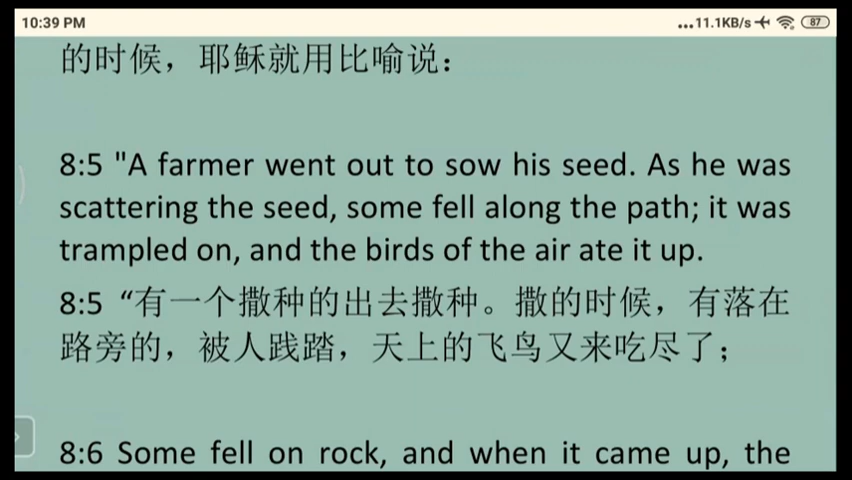 10:39 PM ...11.1KB/s 87
的时候，耶稣就用比喻说：
8:5 "A farmer went out to sow his seed. As he was
scattering the seed, some fell along the path; it was
trampled on, and the birds of the air ate it up.
8:5 “有一个撒种的出去撒种。撒的时候，有落在
路旁的，被人践踏，天上的飞鸟又来吃尽了；
8:6 Some fell on rock, and when it came up, the